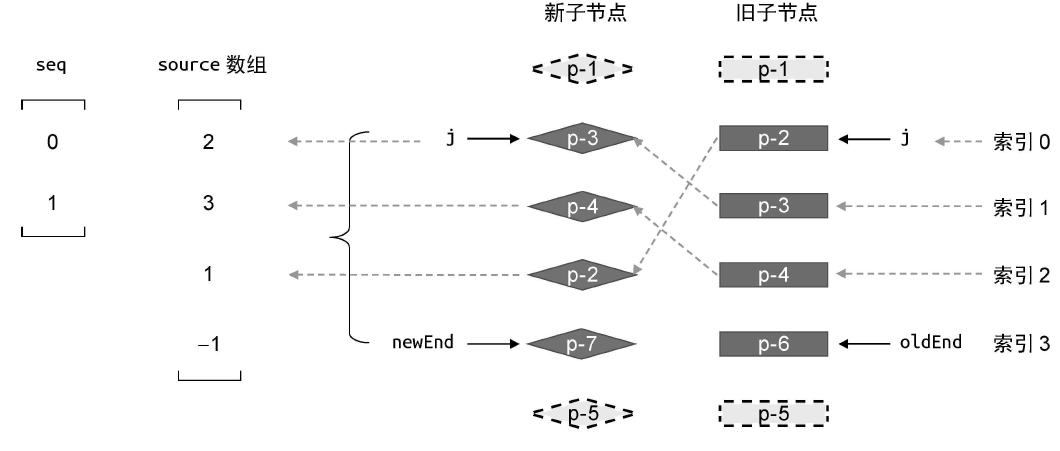 新子节点 旧子节点
seq source 数组 p-1 p-1
0 2 j p-3 p-2 j 索引 0
1 3 p-4 p-3 索引 1
1 p-2 p-4 索引 2
−1 newEnd p-7 p-6 oldEnd 索引 3
p-5 p-5